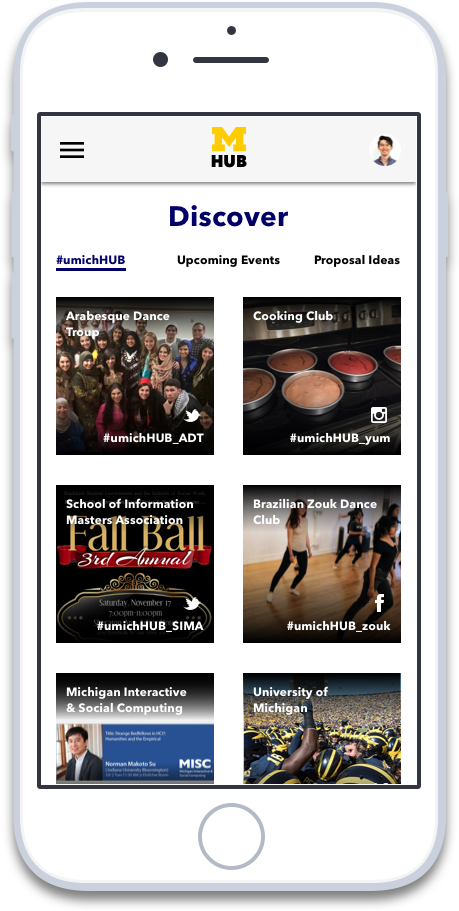 M
HUB
Discover
#umichHUB
Upcoming Events
Proposal Ideas
Arabesque Dance
Troup
#umichHUB_ADT
Cooking Club
#umichHUB_yum
School of Information
Masters Association
Fall Ball
3rd Annual
Saturday, November 17
7:00pm-11:00pm
#umichHUB_SIMA
Brazilian Zouk Dance
Club
#umichHUB_zouk
Michigan Interactive
& Social Computing
Title: Strange Bedfellows in HCI:
Humanities and the Empirical
Norman Makoto Su
(Indiana University Bloomington)
MISC
Michigan Interactive &
Social Computing
University of
Michigan